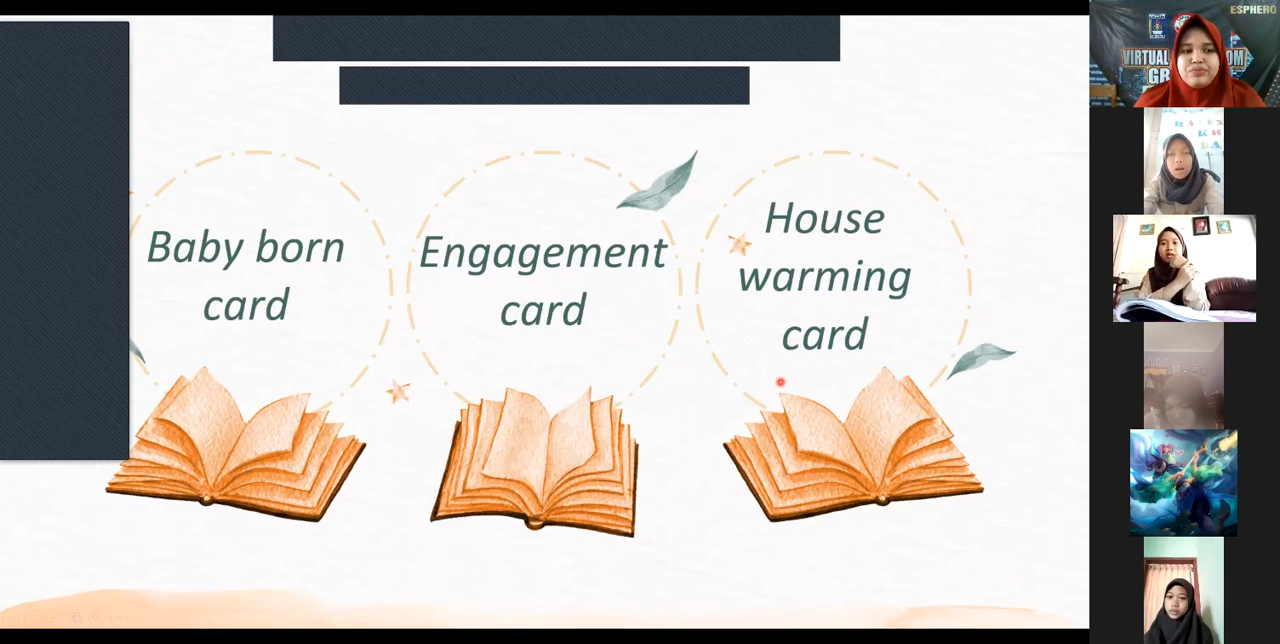 Baby born
card
Engagement
card
House
warming
card
ESPHERO
VIRTUAL
GR